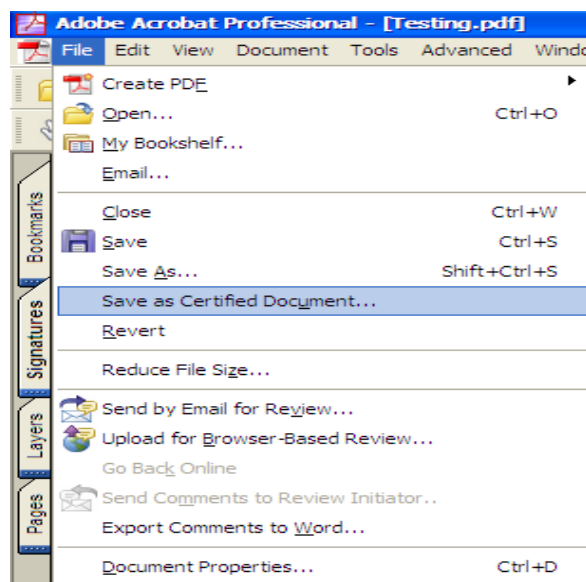 Adobe Acrobat Professional - [Testing.pdf]
File Edit View Document Tools Advanced
Create PDF
Open... Ctrl+O
My Bookshelf...
Email...
Close Ctrl+W
Save Ctrl+S
Save As... Shift+Ctrl+S
Save as Certified Document...
Revert
Reduce File Size...
Send by Email for Review...
Upload for Browser-Based Review...
Go Back Online
Send Comments to Review Initiator..
Export Comments to Word...
Document Properties... Ctrl+D
Bookmarks
Signatures
Layers
Pages